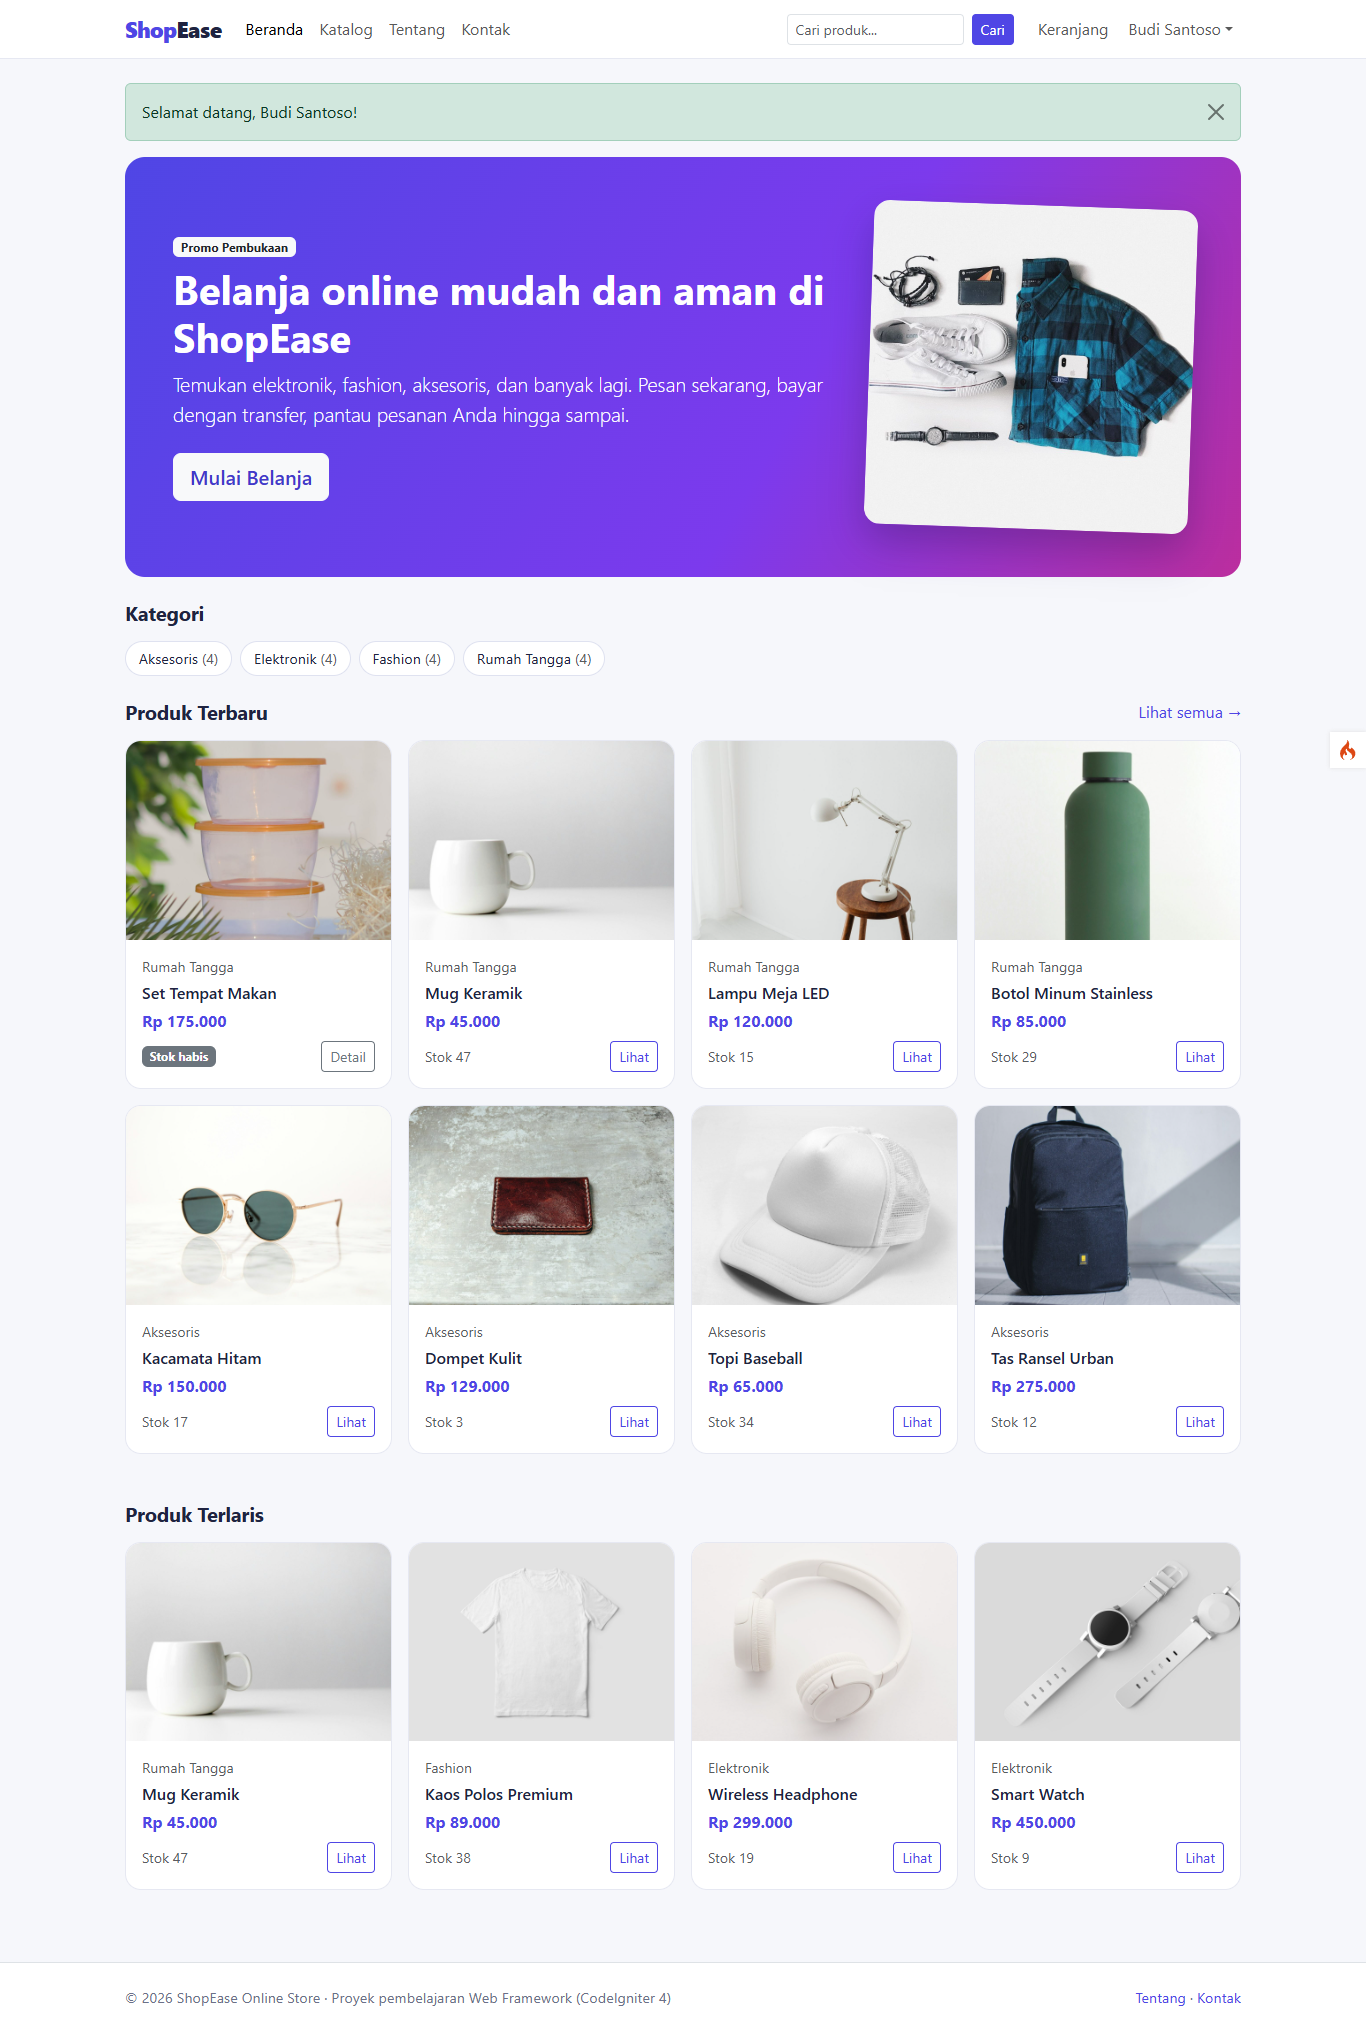 ShopEase Beranda Katalog Tentang Kontak Cari produk... Cari Keranjang Budi Santoso
Selamat datang, Budi Santoso!
Promo Pembukaan
Belanja online mudah dan aman di
ShopEase
Temukan elektronik, fashion, aksesoris, dan banyak lagi. Pesan sekarang, bayar
dengan transfer, pantau pesanan Anda hingga sampai.
Mulai Belanja
Kategori
Aksesoris (4) Elektronik (4) Fashion (4) Rumah Tangga (4)
Produk Terbaru Lihat semua →
Rumah Tangga
Set Tempat Makan
Rp 175.000
Stok habis Detail
Rumah Tangga
Mug Keramik
Rp 45.000
Stok 47 Lihat
Rumah Tangga
Lampu Meja LED
Rp 120.000
Stok 15 Lihat
Rumah Tangga
Botol Minum Stainless
Rp 85.000
Stok 29 Lihat
Aksesoris
Kacamata Hitam
Rp 150.000
Stok 17 Lihat
Aksesoris
Dompet Kulit
Rp 129.000
Stok 3 Lihat
Aksesoris
Topi Baseball
Rp 65.000
Stok 34 Lihat
Aksesoris
Tas Ransel Urban
Rp 275.000
Stok 12 Lihat
Produk Terlaris
Rumah Tangga
Mug Keramik
Rp 45.000
Stok 47 Lihat
Fashion
Kaos Polos Premium
Rp 89.000
Stok 38 Lihat
Elektronik
Wireless Headphone
Rp 299.000
Stok 19 Lihat
Elektronik
Smart Watch
Rp 450.000
Stok 9 Lihat
© 2026 ShopEase Online Store · Proyek pembelajaran Web Framework (CodeIgniter 4) Tentang · Kontak